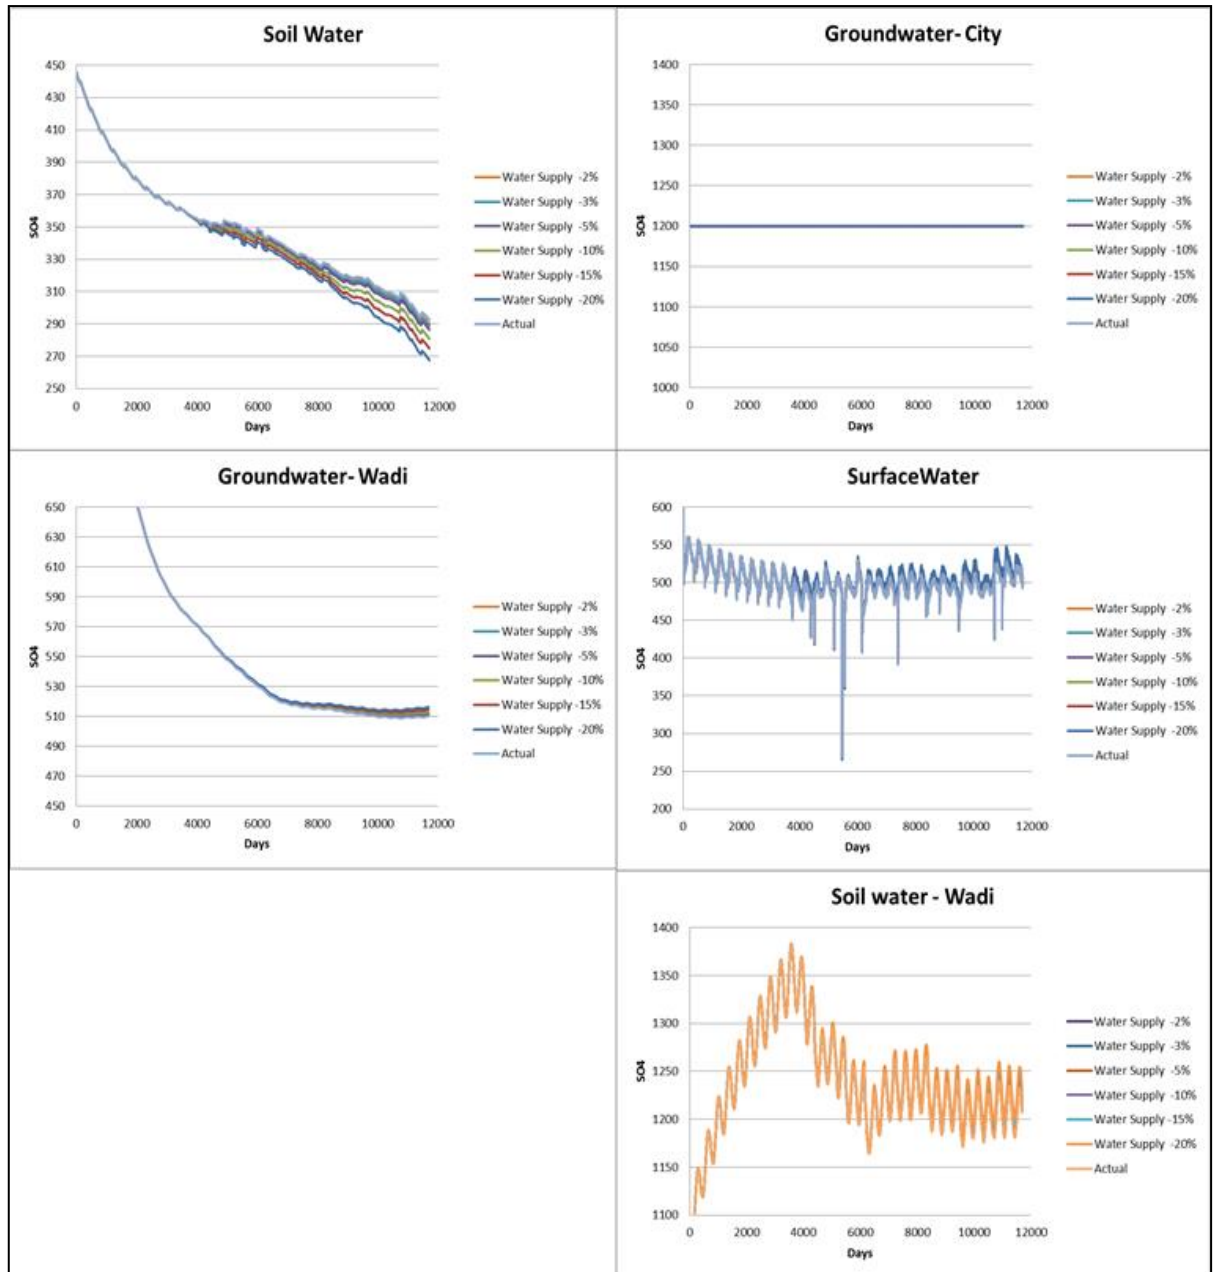 Soil Water
450
430
410
390
370
350
330
310
290
270
250
SO4
0 2000 4000 6000 8000 10000 12000
Days
Water Supply -2%
Water Supply -3%
Water Supply -5%
Water Supply -10%
Water Supply -15%
Water Supply -20%
Actual
Groundwater- City
1400
1350
1300
1250
1200
1150
1100
1050
1000
SO4
0 2000 4000 6000 8000 10000 12000
Days
Water Supply -2%
Water Supply -3%
Water Supply -5%
Water Supply -10%
Water Supply -15%
Water Supply -20%
Actual
Groundwater- Wadi
650
630
610
590
570
550
530
510
490
470
450
SO4
0 2000 4000 6000 8000 10000 12000
Days
Water Supply -2%
Water Supply -3%
Water Supply -5%
Water Supply -10%
Water Supply -15%
Water Supply -20%
Actual
SurfaceWater
600
550
500
450
400
350
300
250
200
SO4
0 2000 4000 6000 8000 10000 12000
Days
Water Supply -2%
Water Supply -3%
Water Supply -5%
Water Supply -10%
Water Supply -15%
Water Supply -20%
Actual
Soil water - Wadi
1400
1350
1300
1250
1200
1150
1100
SO4
0 2000 4000 6000 8000 10000 12000
Days
Water Supply -2%
Water Supply -3%
Water Supply -5%
Water Supply -10%
Water Supply -15%
Water Supply -20%
Actual